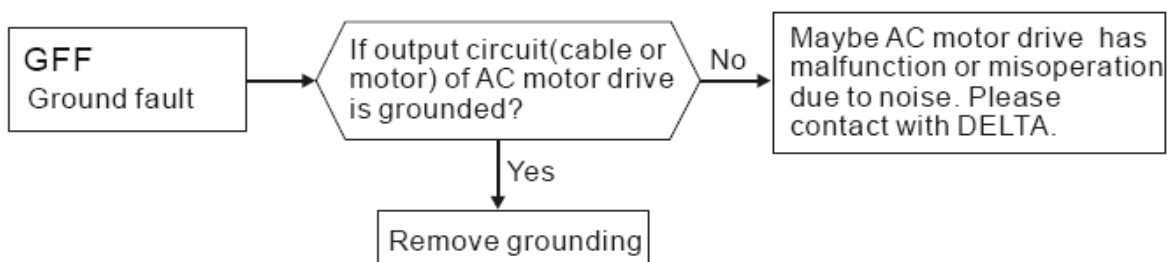 GFF
Ground fault
If output circuit(cable or
motor) of AC motor drive
is grounded?
No
Maybe AC motor drive has
malfunction or misoperation
due to noise. Please
contact with DELTA.
Yes
Remove grounding